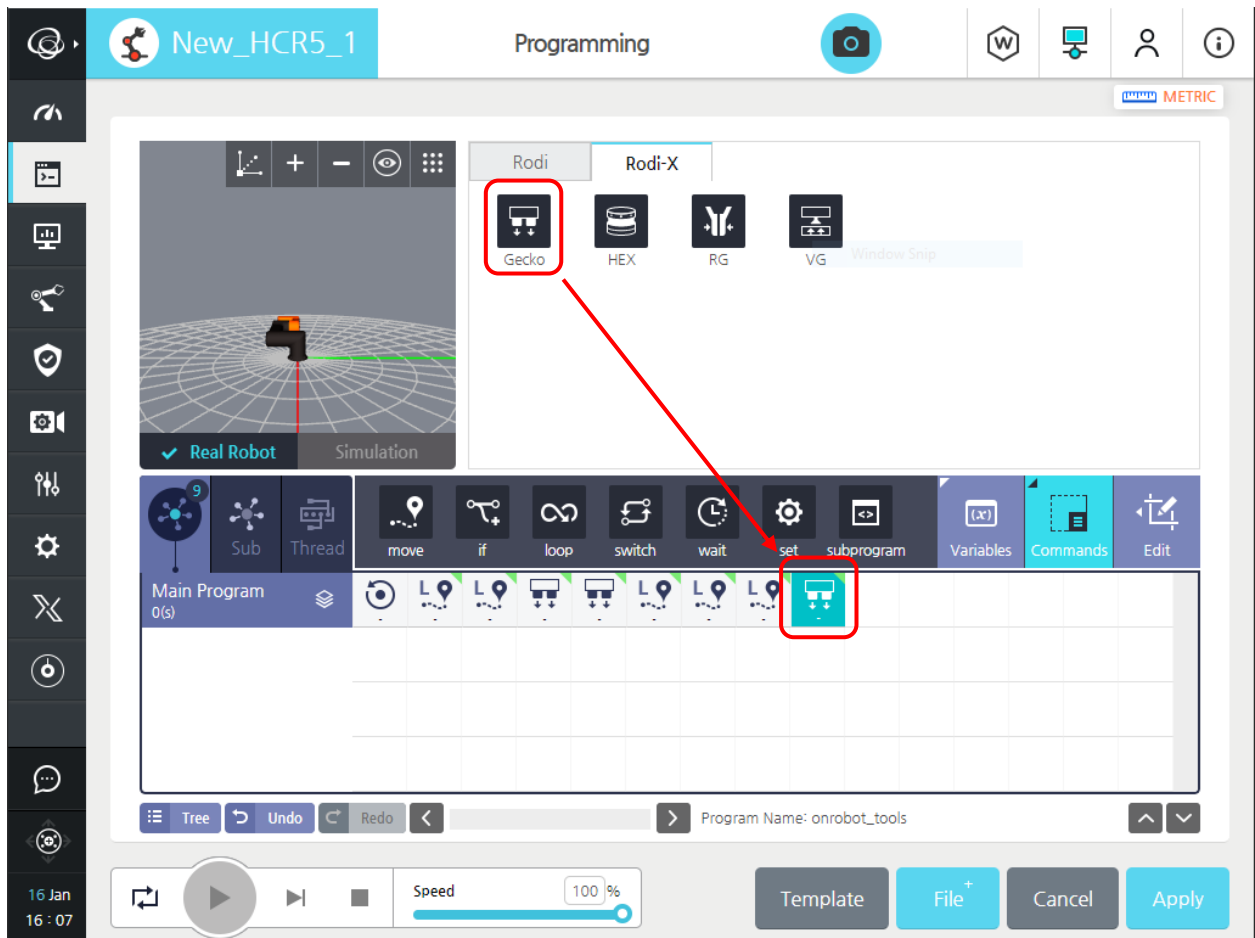 New_HCR5_1
Programming
W
METRIC
Rodi
Rodi-X
Gecko
HEX
RG
VG
Window Snip
Real Robot
Simulation
9
Sub
Thread
move
if
loop
switch
wait
set
subprogram
(x)
Variables
Commands
Edit
Main Program
0(s)
L
L
L
L
L
Tree
Undo
Redo
Program Name: onrobot_tools
16 Jan
16 : 07
Speed
100 %
Template
File+
Cancel
Apply